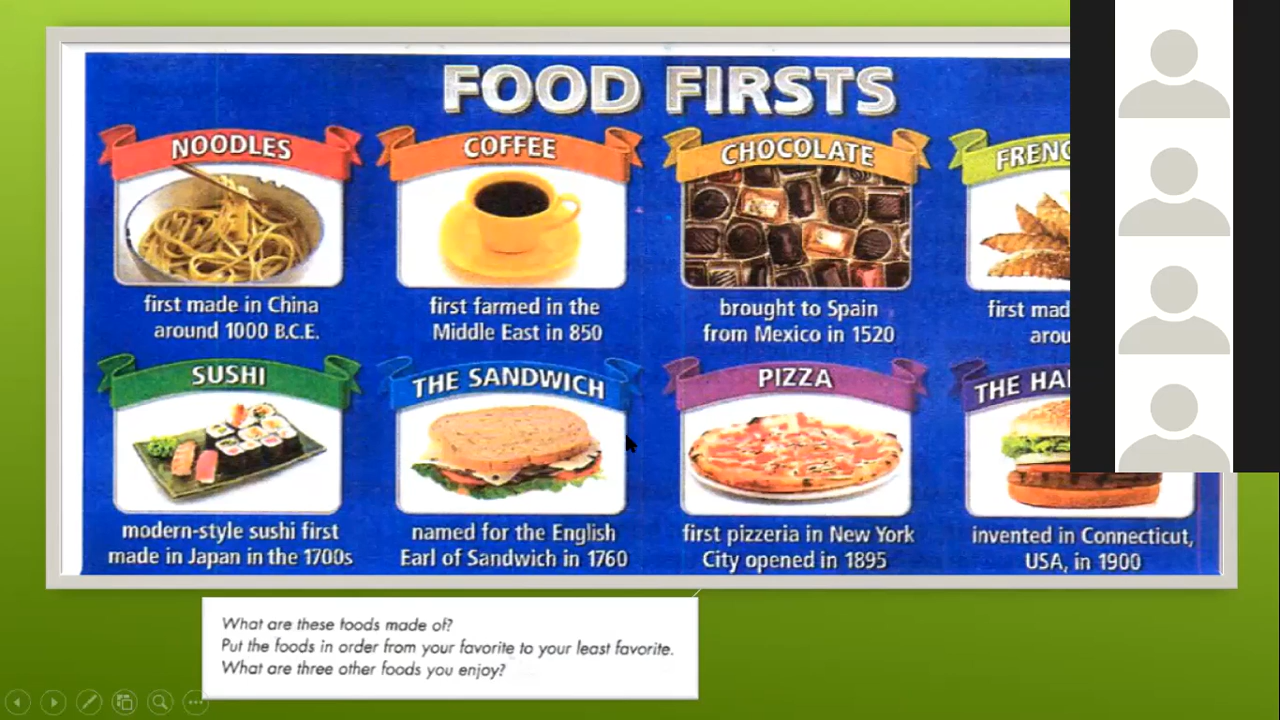 FOOD FIRSTS
NOODLES
first made in China
around 1000 B.C.E.
COFFEE
first farmed in the
Middle East in 850
CHOCOLATE
brought to Spain
from Mexico in 1520
first
SUSHI
modern-style sushi first
made in Japan in the 1700s
THE SANDWICH
named for the English
Earl of Sandwich in 1760
PIZZA
first pizzeria in New York
City opened in 1895
THE
invented in Connecticut,
USA, in 1900
What are these foods made of?
Put the foods in order from your favorite to your least favorite.
What are three other foods you enjoy?